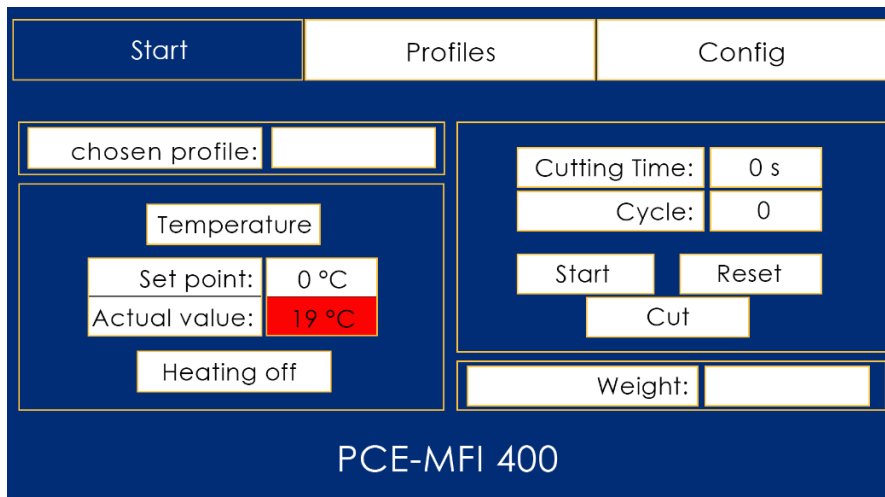 Start Profiles Config
chosen profile:
Temperature
Set point: 0 °C
Actual value: 19 °C
Heating off
Cutting Time: 0 s
Cycle: 0
Start Reset
Cut
Weight:
PCE-MFI 400